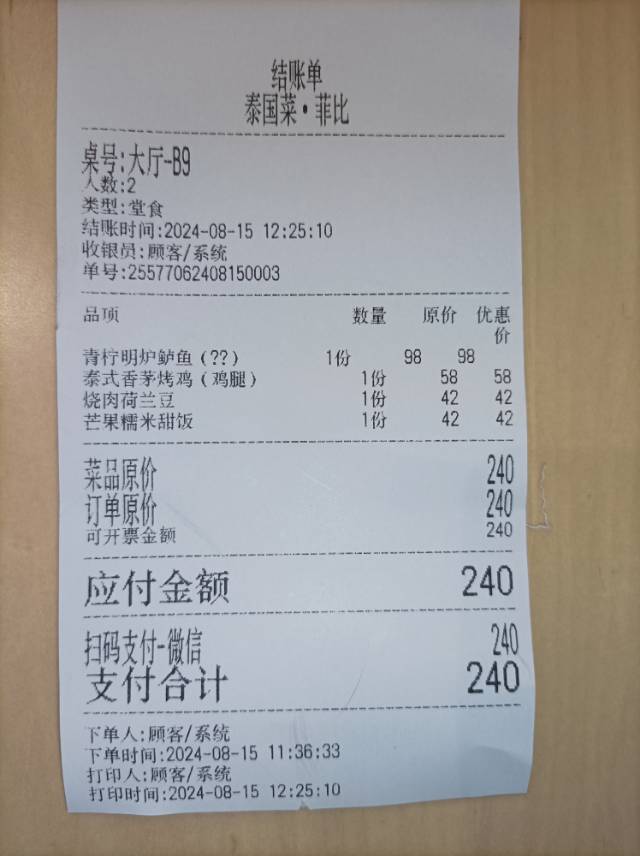 结账单
泰国菜·菲比
桌号:大厅-B9
人数:2
类型:堂食
结账时间:2024-08-15 12:25:10
收银员:顾客/系统
单号:25577062408150003
品项 数量 原价 优惠价
青柠明炉鲈鱼(??) 1份 98 98
泰式香茅烤鸡(鸡腿) 1份 58 58
烧肉荷兰豆 1份 42 42
芒果糯米甜饭 1份 42 42
菜品原价 240
订单原价 240
可开票金额 240
应付金额 240
扫码支付-微信 240
支付合计 240
下单人:顾客/系统
下单时间:2024-08-15 11:36:33
打印人:顾客/系统
打印时间:2024-08-15 12:25:10